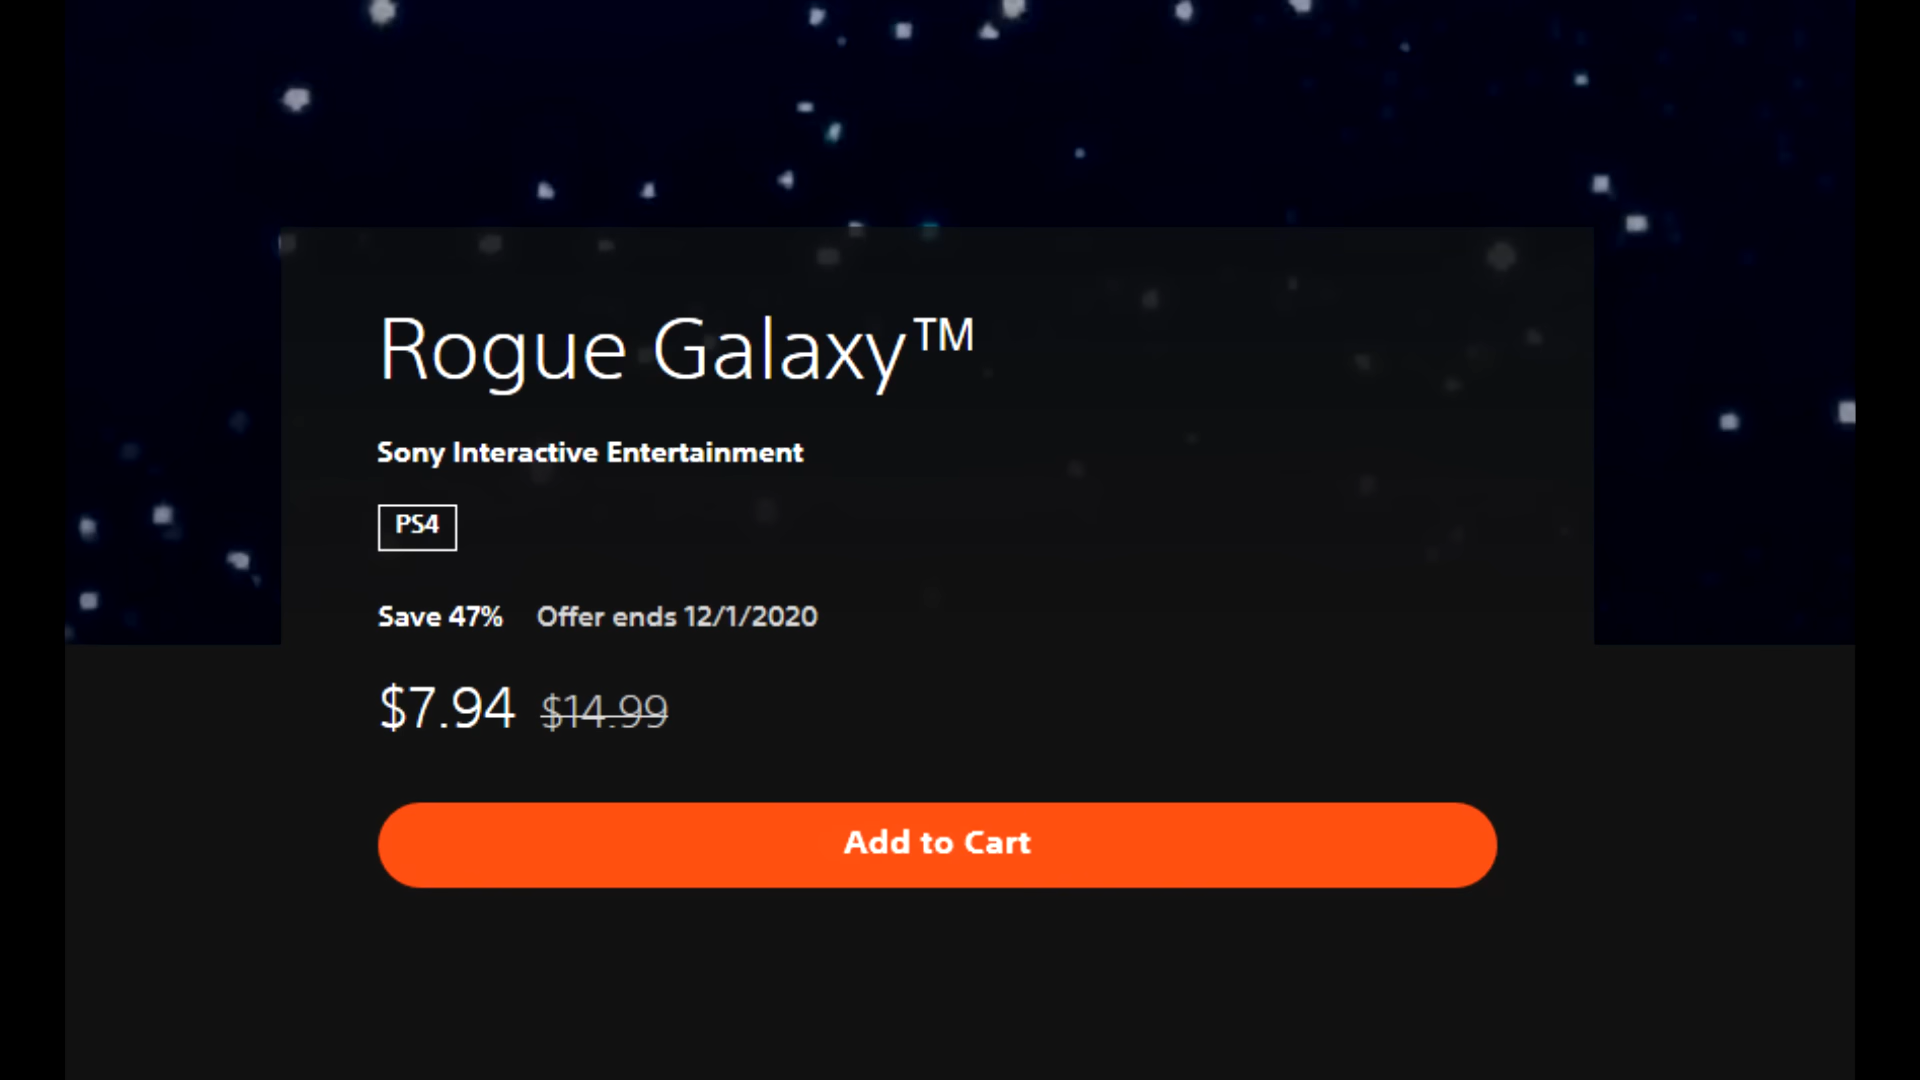 Rogue Galaxy™
Sony Interactive Entertainment
PS4
Save 47% Offer ends 12/1/2020
$7.94 $14.99
Add to Cart